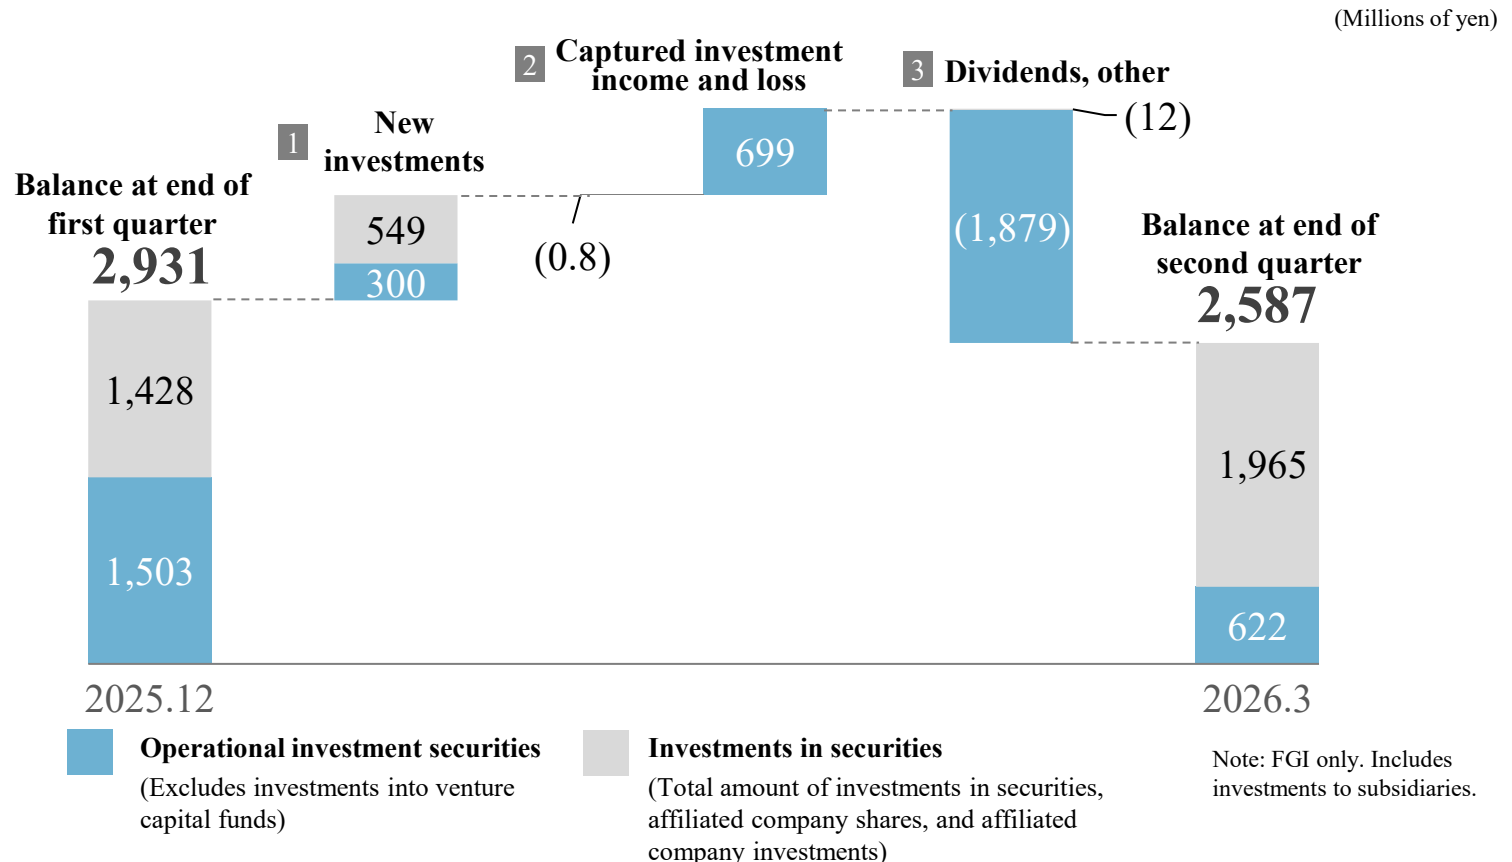 (Millions of yen)
2
Captured investment
income and loss
3
Dividends, other
(12)
1
New
investments
699
Balance at end of
first quarter
2,931
549
300
(0.8)
(1,879)
Balance at end of
second quarter
2,587
1,428
1,503
1,965
622
2025.12
2026.3
Operational investment securities
(Excludes investments into venture
capital funds)
Investments in securities
(Total amount of investments in securities,
affiliated company shares, and affiliated
company investments)
Note: FGI only. Includes
investments to subsidiaries.